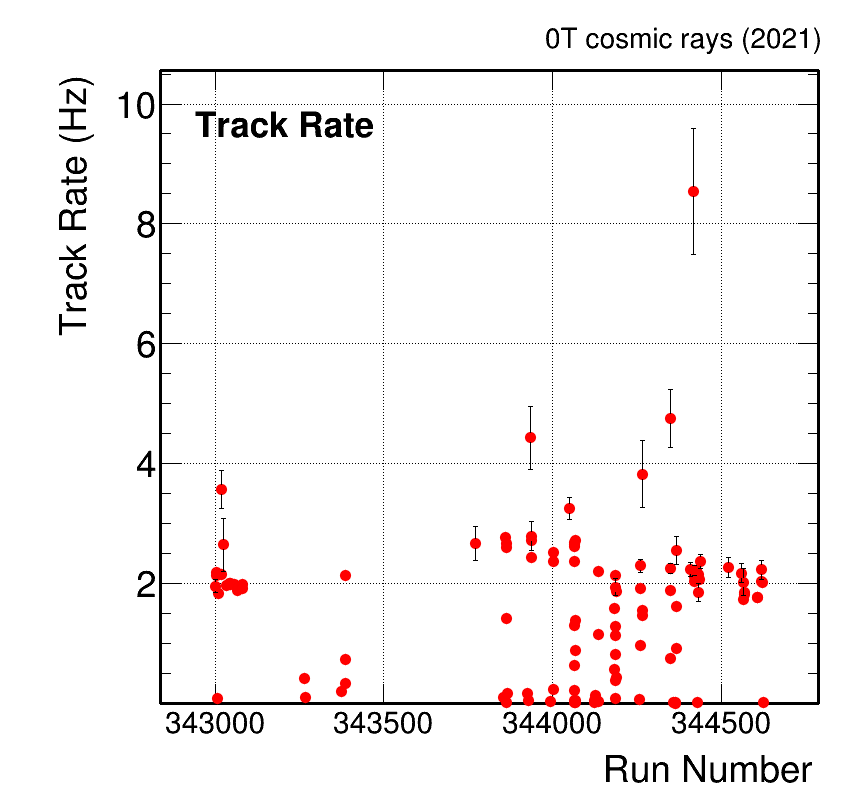 0T cosmic rays (2021)
Track Rate (Hz)
Track Rate
10
8
6
4
2
343000 343500 344000 344500
Run Number